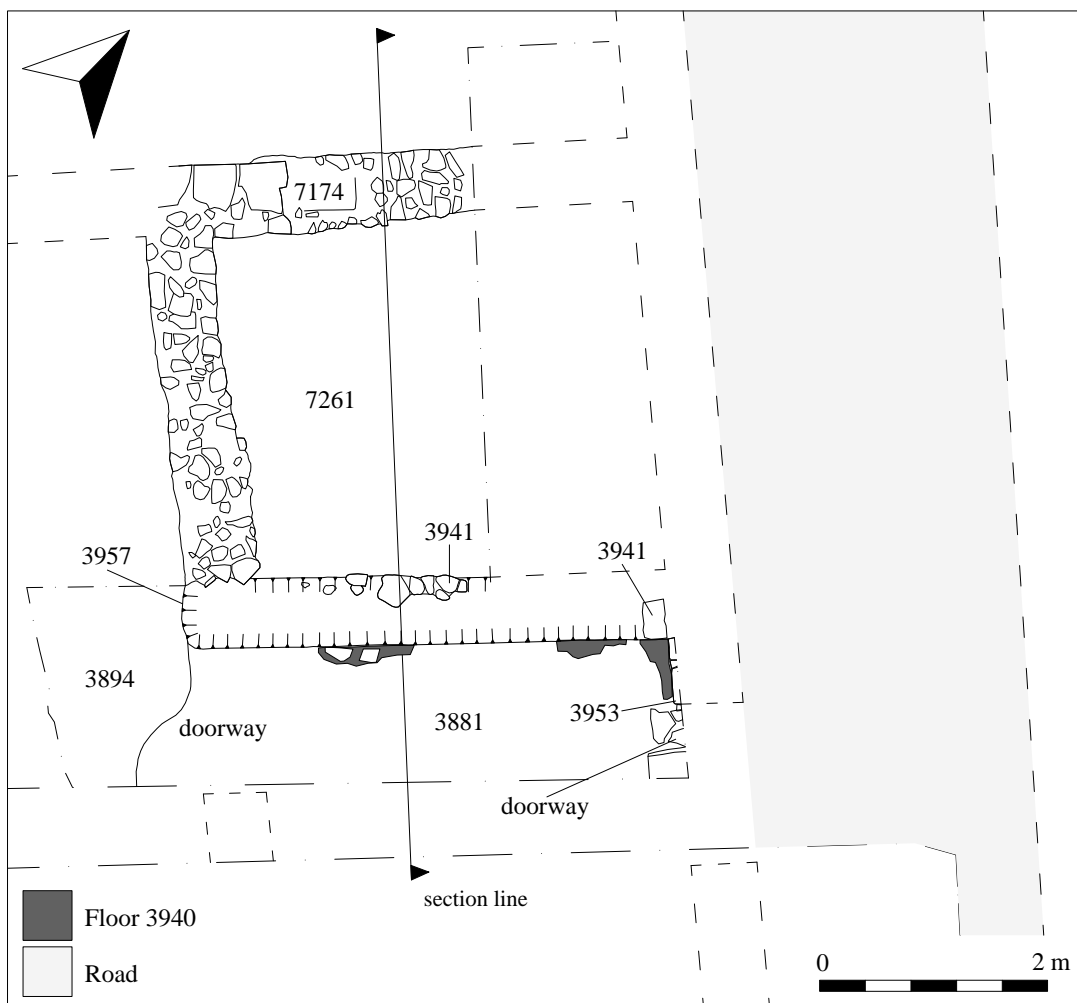 7174
7261
3941
3941
3957
3894
doorway
3881
3953
doorway
section line
Floor 3940
Road
0 2 m